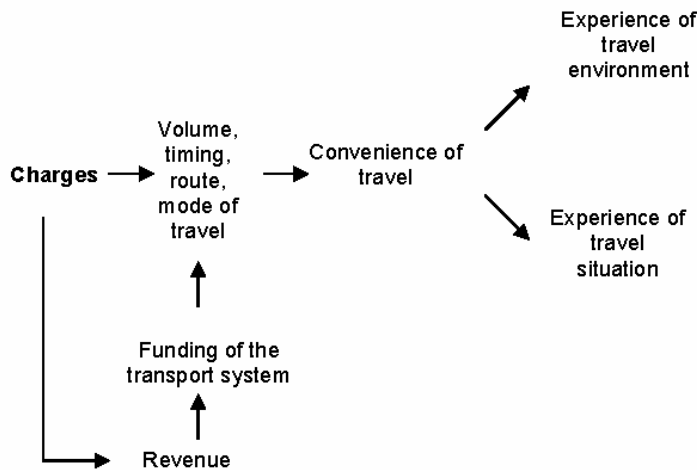 Experience of
travel
environment
Charges
Volume,
timing,
route,
mode of
travel
Convenience of
travel
Experience of
travel
situation
Funding of the
transport system
Revenue